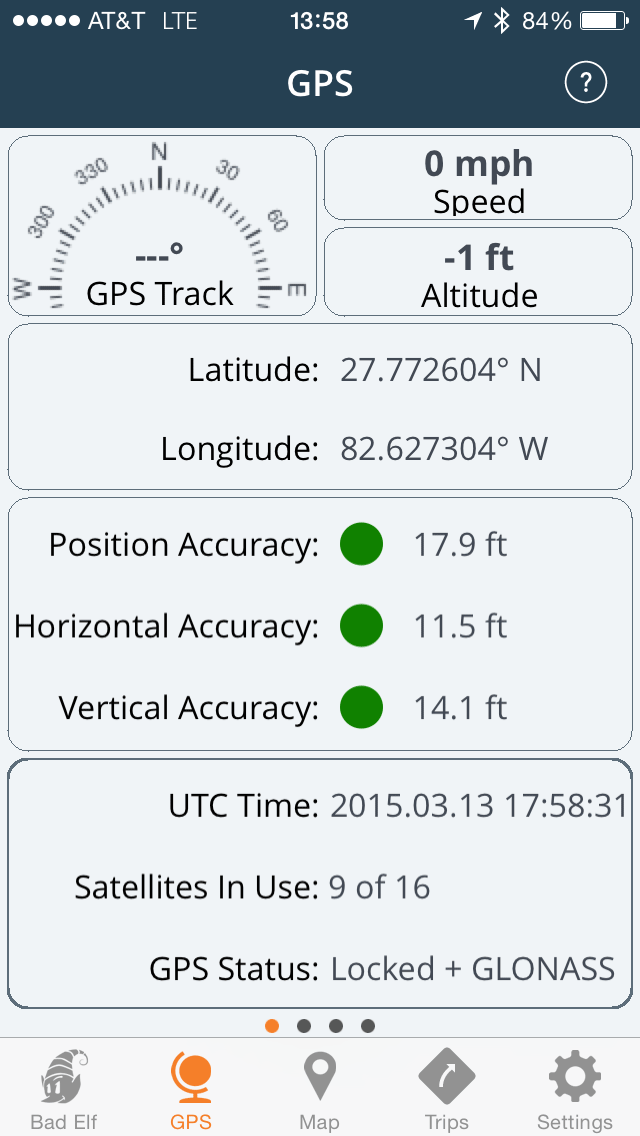 AT&T LTE 13:58 84%
GPS ?
N
330 30
300 60
W E
---°
GPS Track
0 mph
Speed
-1 ft
Altitude
Latitude: 27.772604° N
Longitude: 82.627304° W
Position Accuracy: 17.9 ft
Horizontal Accuracy: 11.5 ft
Vertical Accuracy: 14.1 ft
UTC Time: 2015.03.13 17:58:31
Satellites In Use: 9 of 16
GPS Status: Locked + GLONASS
Bad Elf GPS Map Trips Settings